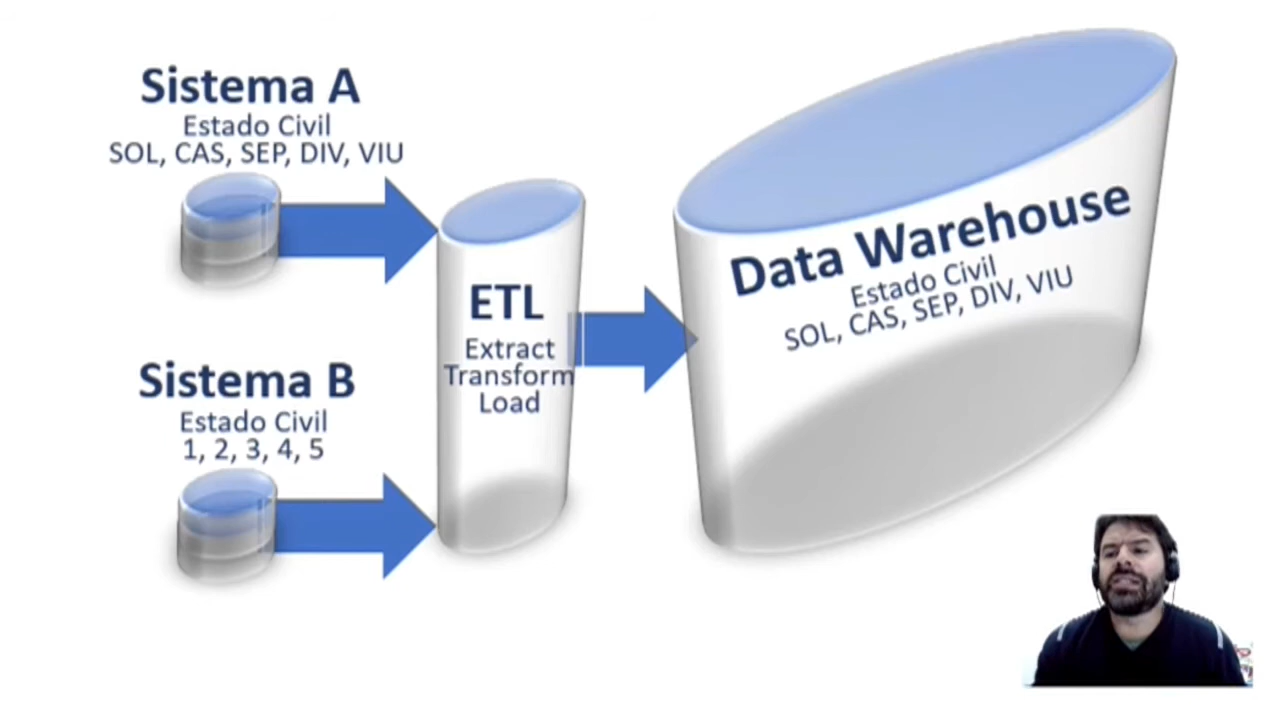 Sistema A
Estado Civil
SOL, CAS, SEP, DIV, VIU
Sistema B
Estado Civil
1, 2, 3, 4, 5
ETL
Extract
Transform
Load
Data Warehouse
Estado Civil
SOL, CAS, SEP, DIV, VIU